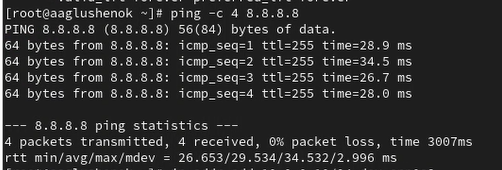 [root@aaglushenok ~]# ping -c 4 8.8.8.8
PING 8.8.8.8 (8.8.8.8) 56(84) bytes of data.
64 bytes from 8.8.8.8: icmp_seq=1 ttl=255 time=28.9 ms
64 bytes from 8.8.8.8: icmp_seq=2 ttl=255 time=34.5 ms
64 bytes from 8.8.8.8: icmp_seq=3 ttl=255 time=26.7 ms
64 bytes from 8.8.8.8: icmp_seq=4 ttl=255 time=28.0 ms
--- 8.8.8.8 ping statistics ---
4 packets transmitted, 4 received, 0% packet loss, time 3007ms
rtt min/avg/max/mdev = 26.653/29.534/34.532/2.996 ms